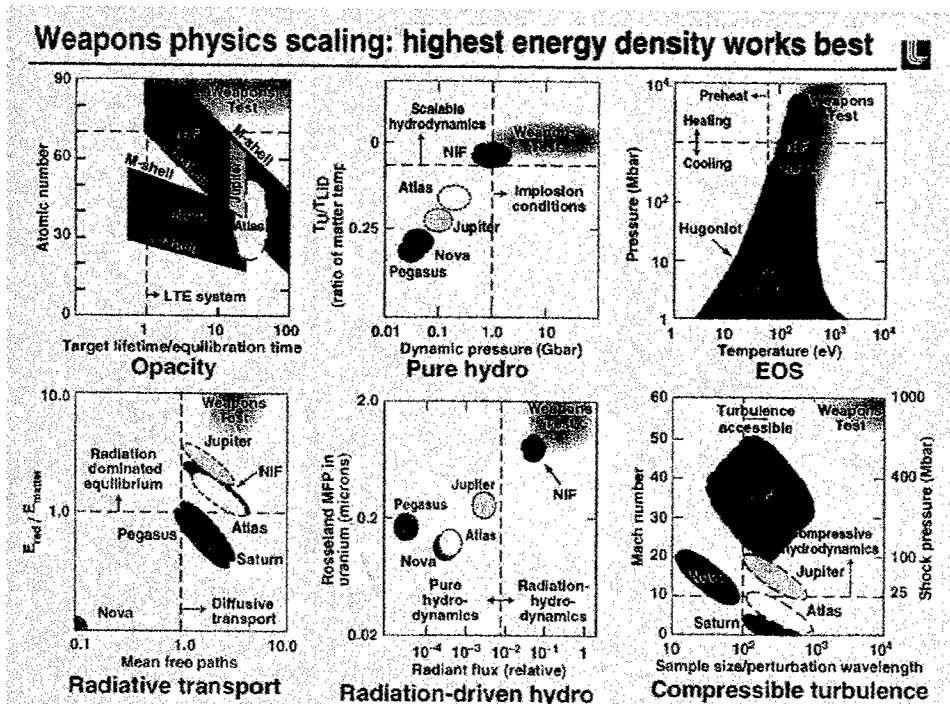 Weapons physics scaling: highest energy density works best
90
60
30
0
Atomic number
Weapons
Test
NIF
M-shell
M-shell
Jupiter
Atlas
LTE system
1
10
100
Target lifetime/equilibration time
Opacity
0
0.25
(ratio of matter temp
Scalable
hydrodynamics
NIF
Weapons
Atlas
Jupiter
Nova
Pegasus
Implosion
conditions
0.01
0.1
1.0
10
Dynamic pressure (Gbar)
Pure hydro
10⁴
10²
10
1
Pressure (Mbar)
Preheat
Heating
Cooling
Weapons
Test
NIF
Hugoniot
1
10
10²
10³
10⁴
Temperature (eV)
EOS
10.0
1.0
E rad / E matter
Weapons
Test
Jupiter
Radiation
dominated
equilibrium
NIF
Pegasus
Atlas
Saturn
Nova
Diffusive
transport
0.1
1.0
10.0
Mean free paths
Radiative transport
2.0
0.2
0.02
Rosseland MFP in
uranium (microns)
Weapons
Test
NIF
Jupiter
Pegasus
Atlas
Nova
Pure
hydro-
dynamics
Radiation-
hydro-
dynamics
10⁻⁴
10⁻³
10⁻²
10⁻¹
1
Radiant flux (relative)
Radiation-driven hydro
60
50
40
30
20
10
0
Mach number
Turbulence
accessible
Weapons
Test
Compressive
hydrodynamics
Nova
Jupiter
Atlas
Saturn
1000
400
100
25
Shock pressure (Mbar)
10
10²
10³
10⁴
Sample size/perturbation wavelength
Compressible turbulence